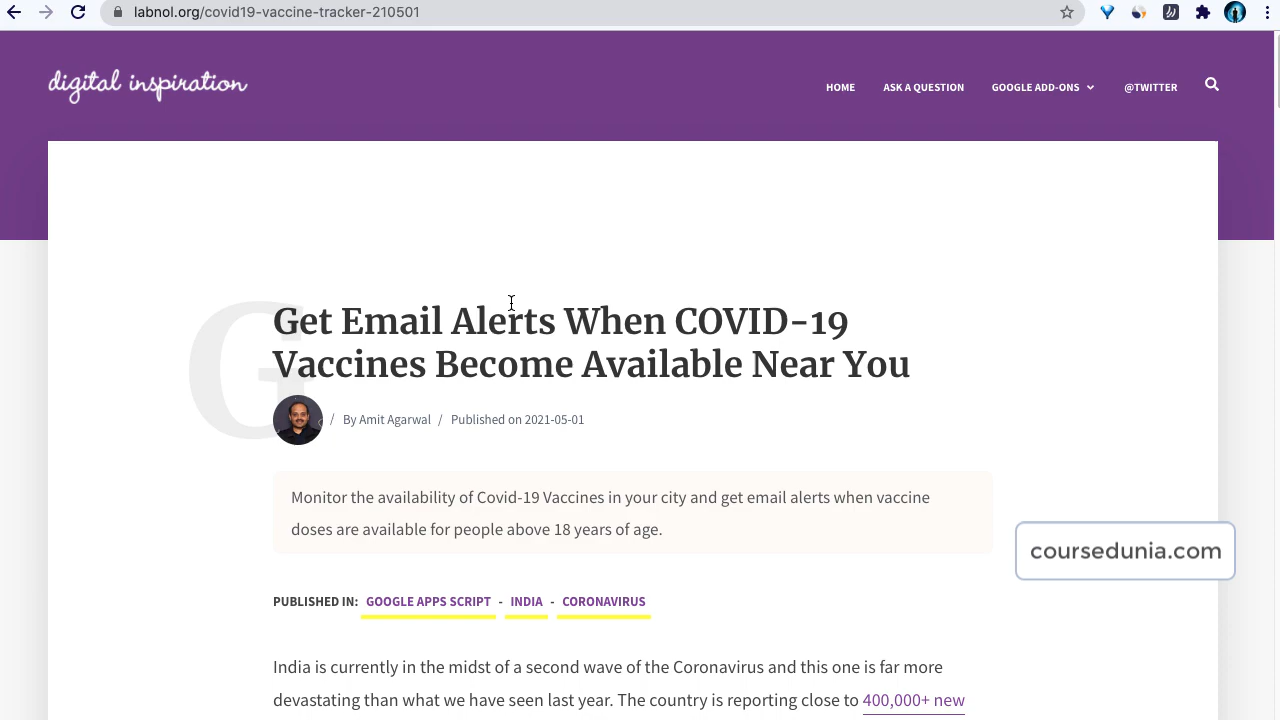 labnol.org/covid19-vaccine-tracker-210501
digital inspiration
HOME ASK A QUESTION GOOGLE ADD-ONS @TWITTER
G
Get Email Alerts When COVID-19
Vaccines Become Available Near You
/ By Amit Agarwal / Published on 2021-05-01
Monitor the availability of Covid-19 Vaccines in your city and get email alerts when vaccine
doses are available for people above 18 years of age.
coursedunia.com
PUBLISHED IN: GOOGLE APPS SCRIPT - INDIA - CORONAVIRUS
India is currently in the midst of a second wave of the Coronavirus and this one is far more
devastating than what we have seen last year. The country is reporting close to 400,000+ new